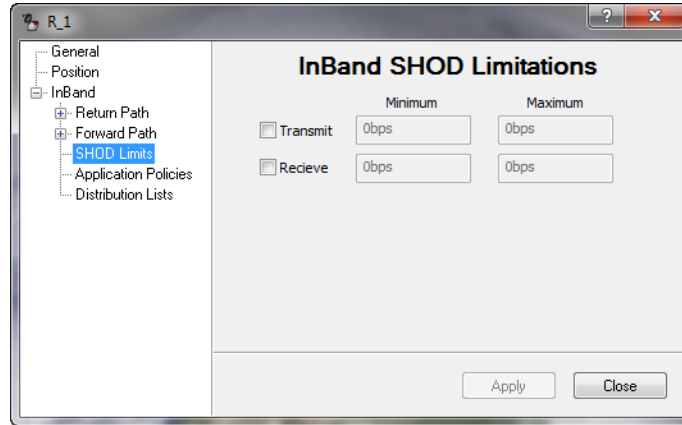 R_1
General
Position
InBand
Return Path
Forward Path
SHOD Limits
Application Policies
Distribution Lists
InBand SHOD Limitations
Minimum Maximum
Transmit 0bps 0bps
Recieve 0bps 0bps
Apply Close